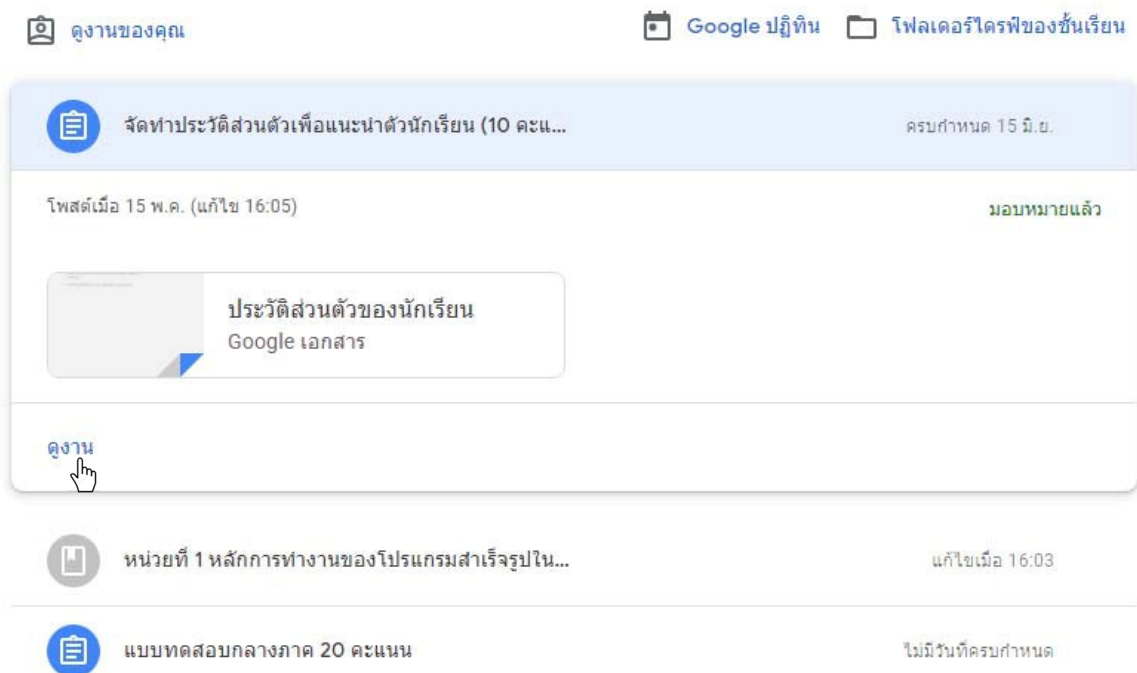 ดูงานของคุณ
Google ปฏิทิน
โฟลเดอร์ไดรฟ์ของชั้นเรียน
จัดทำประวัติส่วนตัวเพื่อแนะนำตัวนักเรียน (10 คะแ...
ครบกำหนด 15 มิ.ย.
โพสต์เมื่อ 15 พ.ค. (แก้ไข 16:05)
มอบหมายแล้ว
ประวัติส่วนตัวของนักเรียน
Google เอกสาร
ดูงาน
หน่วยที่ 1 หลักการทำงานของโปรแกรมสำเร็จรูปใน...
แก้ไขเมื่อ 16:03
แบบทดสอบกลางภาค 20 คะแนน
ไม่มีวันที่ครบกำหนด